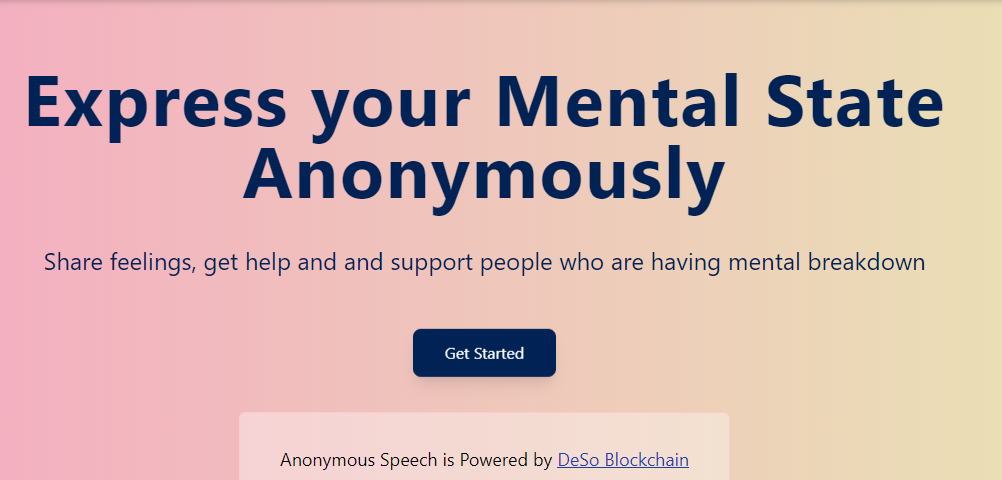 Express your Mental State
Anonymously
Share feelings, get help and and support people who are having mental breakdown
Get Started
Anonymous Speech is Powered by DeSo Blockchain